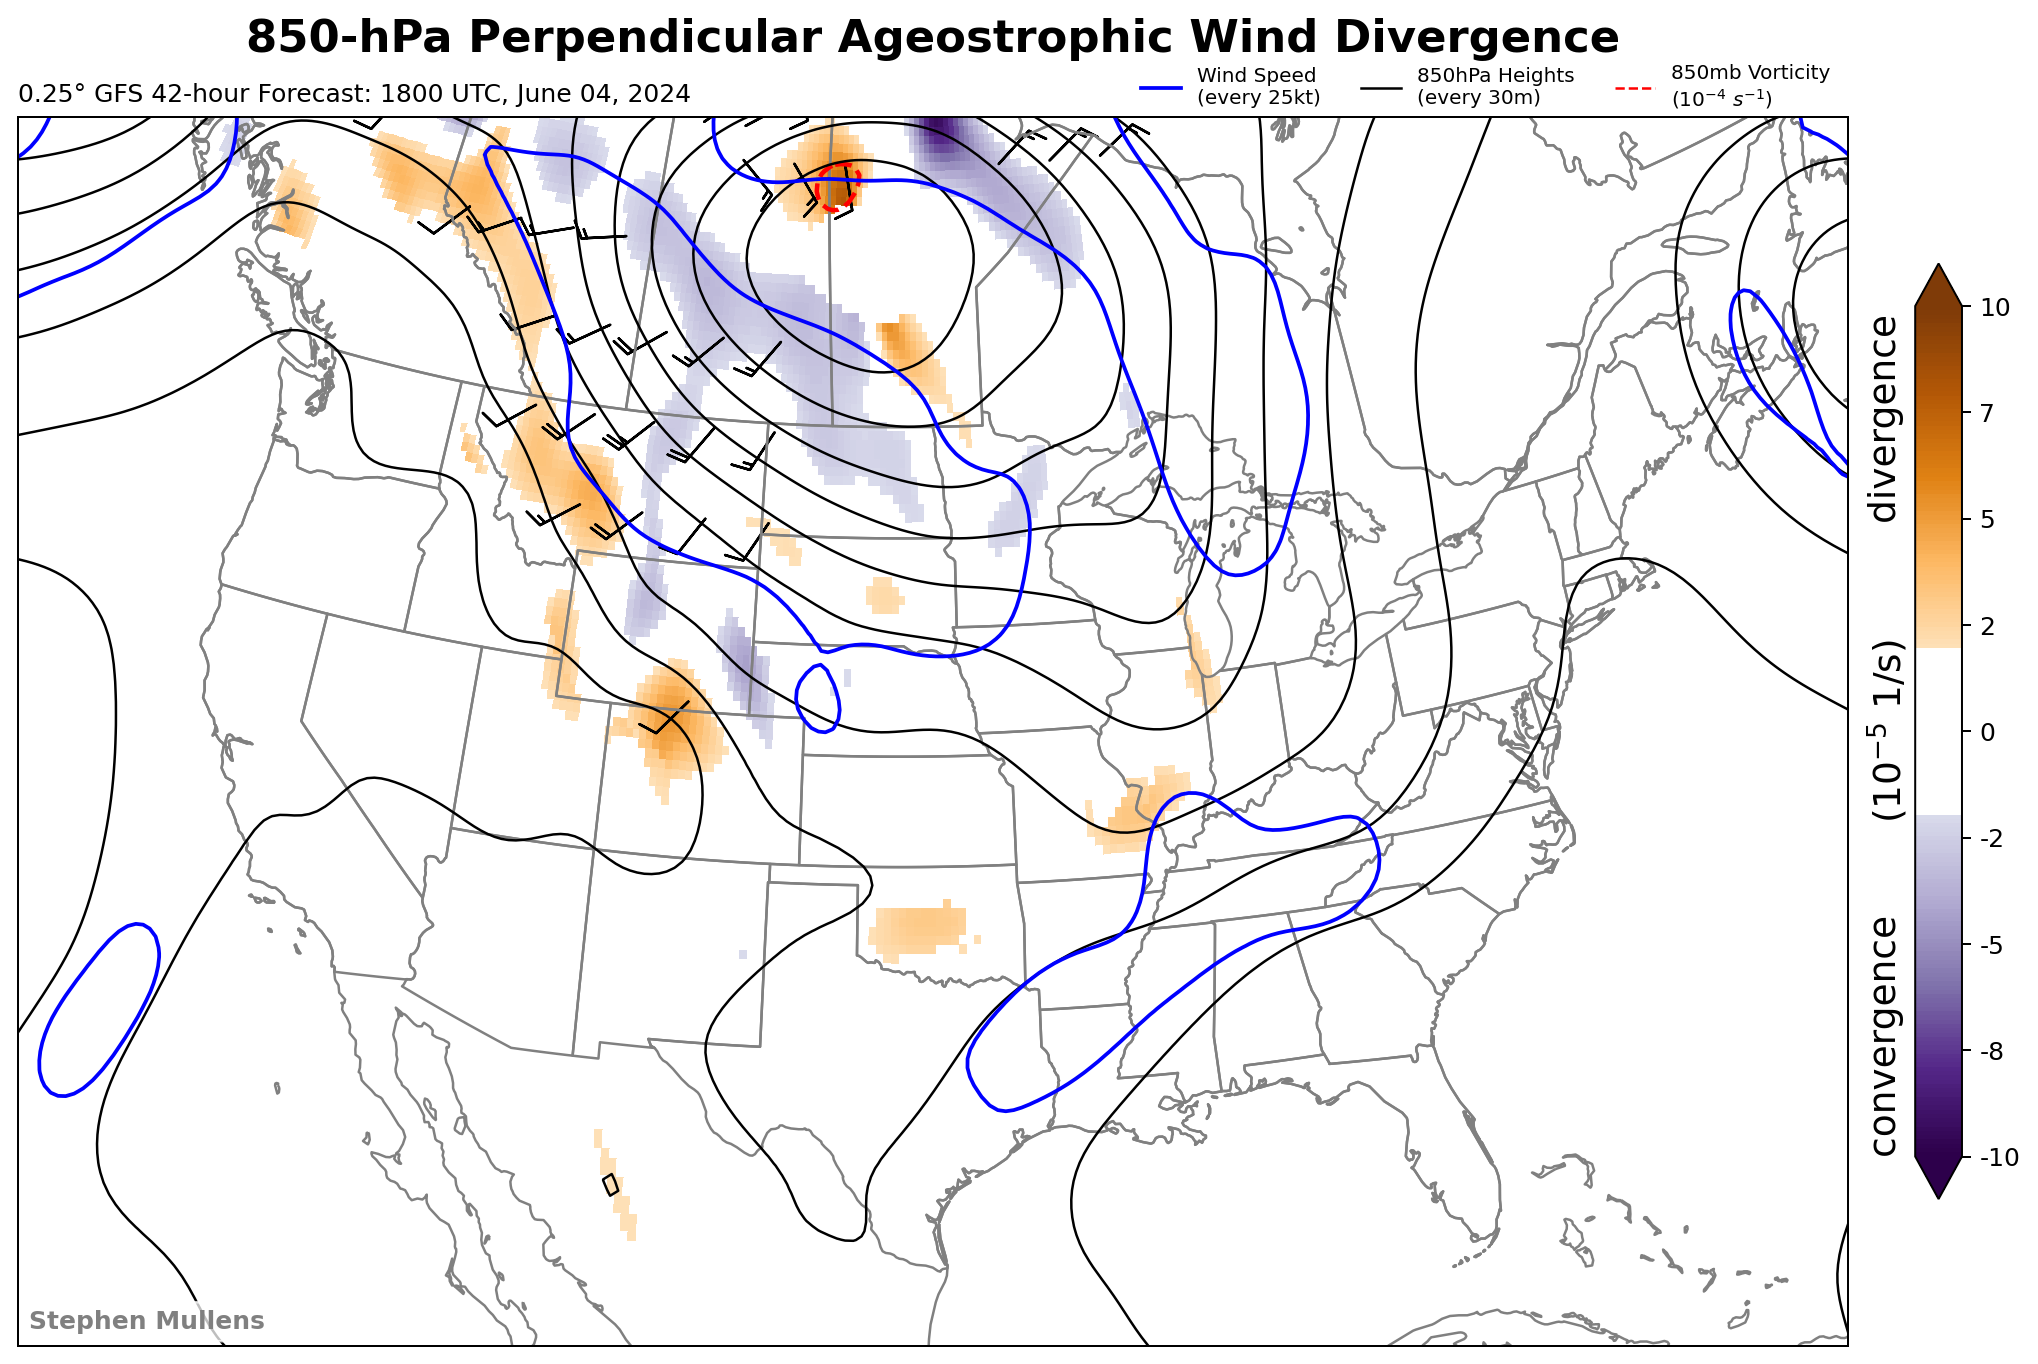 850-hPa Perpendicular Ageostrophic Wind Divergence
0.25° GFS 42-hour Forecast: 1800 UTC, June 04, 2024
Wind Speed
(every 25kt)
850hPa Heights
(every 30m)
850mb Vorticity
(10⁻⁴ s⁻¹)
10
7
5
2
0
-2
-5
-8
-10
convergence (10⁻⁵ 1/s) divergence
Stephen Mullens